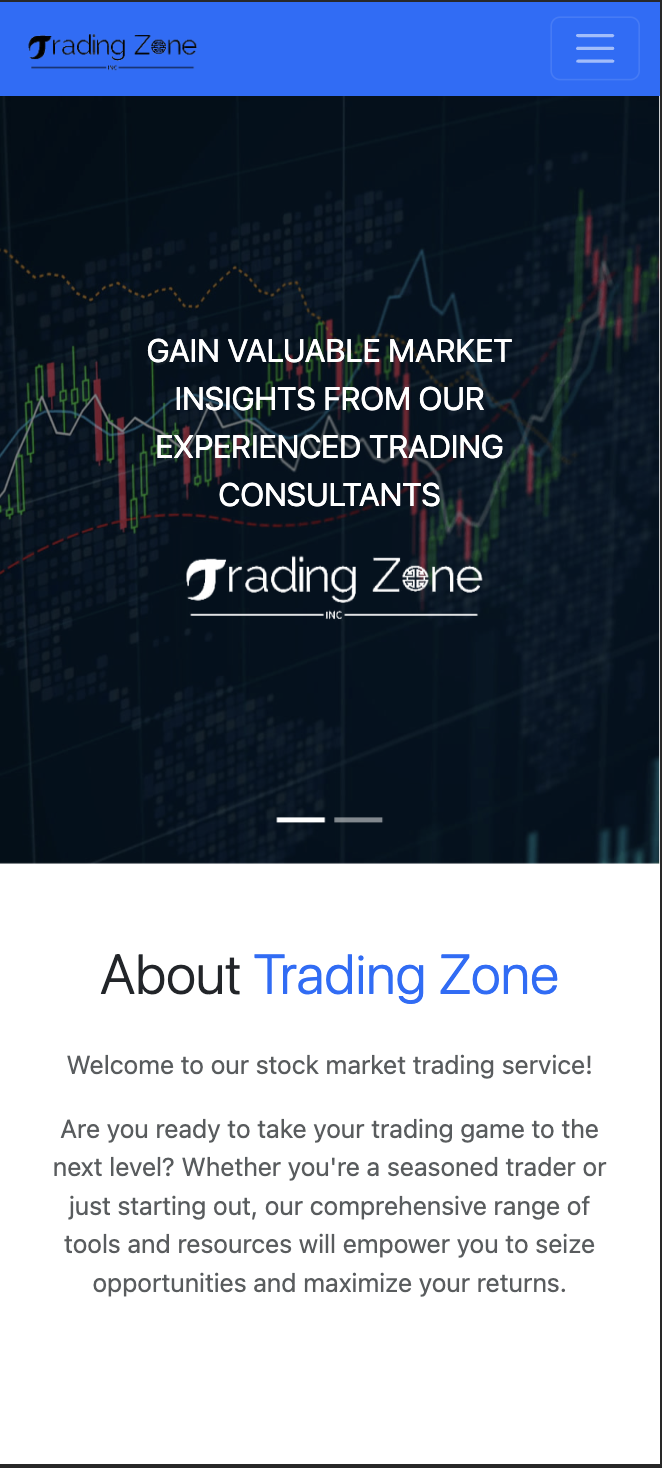 Trading Zone
INC
GAIN VALUABLE MARKET
INSIGHTS FROM OUR
EXPERIENCED TRADING
CONSULTANTS
Trading Zone
INC
About Trading Zone
Welcome to our stock market trading service!
Are you ready to take your trading game to the
next level? Whether you're a seasoned trader or
just starting out, our comprehensive range of
tools and resources will empower you to seize
opportunities and maximize your returns.